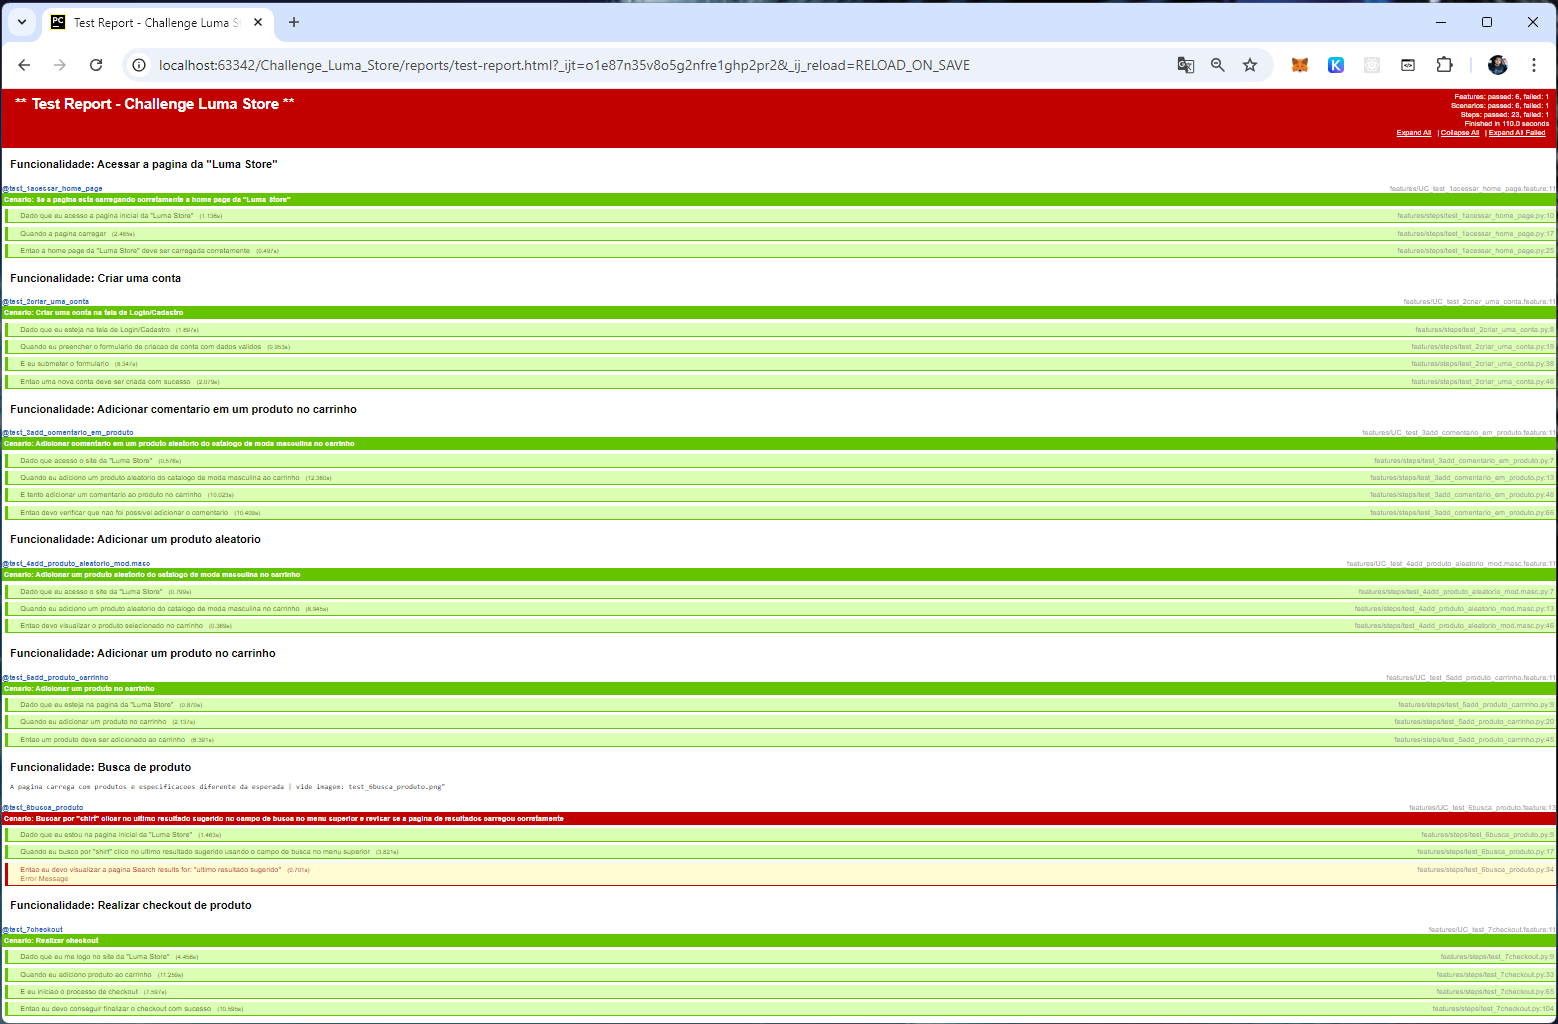 Test Report - Challenge Luma S
localhost:63342/Challenge_Luma_Store/reports/test-report.html?_ijt=o1e87n35v8o5g2nfre1ghp2pr2&_ij_reload=RELOAD_ON_SAVE
** Test Report - Challenge Luma Store **
Features: passed: 6, failed: 1
Scenarios: passed: 6, failed: 1
Steps: passed: 23, failed: 1
Finished in 110.0 seconds
Expand All | Collapse All | Expand All Failed
Funcionalidade: Acessar a pagina da "Luma Store"
@test_1acessar_home_page features/UC_test_1acessar_home_page.feature:11
Cenario: Se a pagina esta carregando corretamente a home page da "Luma Store"
Dado que eu acesso a pagina inicial da "Luma Store" (1.136s) features/steps/test_1acessar_home_page.py:10
Quando a pagina carregar (2.485s) features/steps/test_1acessar_home_page.py:17
Entao a home page da "Luma Store" deve ser carregada corretamente (0.497s) features/steps/test_1acessar_home_page.py:25
Funcionalidade: Criar uma conta
@test_2criar_uma_conta features/UC_test_2criar_uma_conta.feature:11
Cenario: Criar uma conta na tela de Login/Cadastro
Dado que eu esteja na tela de Login/Cadastro (1.697s) features/steps/test_2criar_uma_conta.py:8
Quando eu preencher o formulario de criacao de conta com dados validos (0.953s) features/steps/test_2criar_uma_conta.py:19
E eu submeter o formulario (8.347s) features/steps/test_2criar_uma_conta.py:38
Entao uma nova conta deve ser criada com sucesso (2.079s) features/steps/test_2criar_uma_conta.py:46
Funcionalidade: Adicionar comentario em um produto no carrinho
@test_3add_comentario_em_produto features/UC_test_3add_comentario_em_produto.feature:11
Cenario: Adicionar comentario em um produto aleatorio do catalogo de moda masculina no carrinho
Dado que acesso o site da "Luma Store" (0.576s) features/steps/test_3add_comentario_em_produto.py:7
Quando eu adiciono um produto aleatorio do catalogo de moda masculina ao carrinho (12.380s) features/steps/test_3add_comentario_em_produto.py:13
E tento adicionar um comentario ao produto no carrinho (10.023s) features/steps/test_3add_comentario_em_produto.py:46
Entao devo verificar que nao foi possivel adicionar o comentario (10.409s) features/steps/test_3add_comentario_em_produto.py:66
Funcionalidade: Adicionar um produto aleatorio
@test_4add_produto_aleatorio_mod.masc features/UC_test_4add_produto_aleatorio_mod.masc.feature:11
Cenario: Adicionar um produto aleatorio do catalogo de moda masculina no carrinho
Dado que eu acesso o site da "Luma Store" (0.799s) features/steps/test_4add_produto_aleatorio_mod.masc.py:7
Quando eu adiciono um produto aleatorio do catalogo de moda masculina no carrinho (6.945s) features/steps/test_4add_produto_aleatorio_mod.masc.py:13
Entao devo visualizar o produto selecionado no carrinho (0.369s) features/steps/test_4add_produto_aleatorio_mod.masc.py:46
Funcionalidade: Adicionar um produto no carrinho
@test_5add_produto_carrinho features/UC_test_5add_produto_carrinho.feature:11
Cenario: Adicionar um produto no carrinho
Dado que eu esteja na pagina da "Luma Store" (0.870s) features/steps/test_5add_produto_carrinho.py:9
Quando eu adicionar um produto no carrinho (2.137s) features/steps/test_5add_produto_carrinho.py:20
Entao um produto deve ser adicionado ao carrinho (6.391s) features/steps/test_5add_produto_carrinho.py:45
Funcionalidade: Busca de produto
A pagina carrega com produtos e especificacoes diferente da esperada | vide imagem: test_6busca_produto.png"
@test_6busca_produto features/UC_test_6busca_produto.feature:13
Cenario: Buscar por "shirt" clicar no ultimo resultado sugerido no campo de busca no menu superior e revisar se a pagina de resultados carregou corretamente
Dado que eu estou na pagina inicial da "Luma Store" (1.463s) features/steps/test_6busca_produto.py:9
Quando eu busco por "shirt" clico no ultimo resultado sugerido usando o campo de busca no menu superior (3.821s) features/steps/test_6busca_produto.py:17
Entao eu devo visualizar a pagina Search results for: "ultimo resultado sugerido" (0.701s) features/steps/test_6busca_produto.py:34
Error Message
Funcionalidade: Realizar checkout de produto
@test_7checkout features/UC_test_7checkout.feature:11
Cenario: Realizar checkout
Dado que eu me logo no site da "Luma Store" (4.456s) features/steps/test_7checkout.py:9
Quando eu adiciono produto ao carrinho (11.259s) features/steps/test_7checkout.py:33
E eu iniciao o processo de checkout (7.597s) features/steps/test_7checkout.py:65
Entao eu devo conseguir finalizar o checkout com sucesso (10.595s) features/steps/test_7checkout.py:104